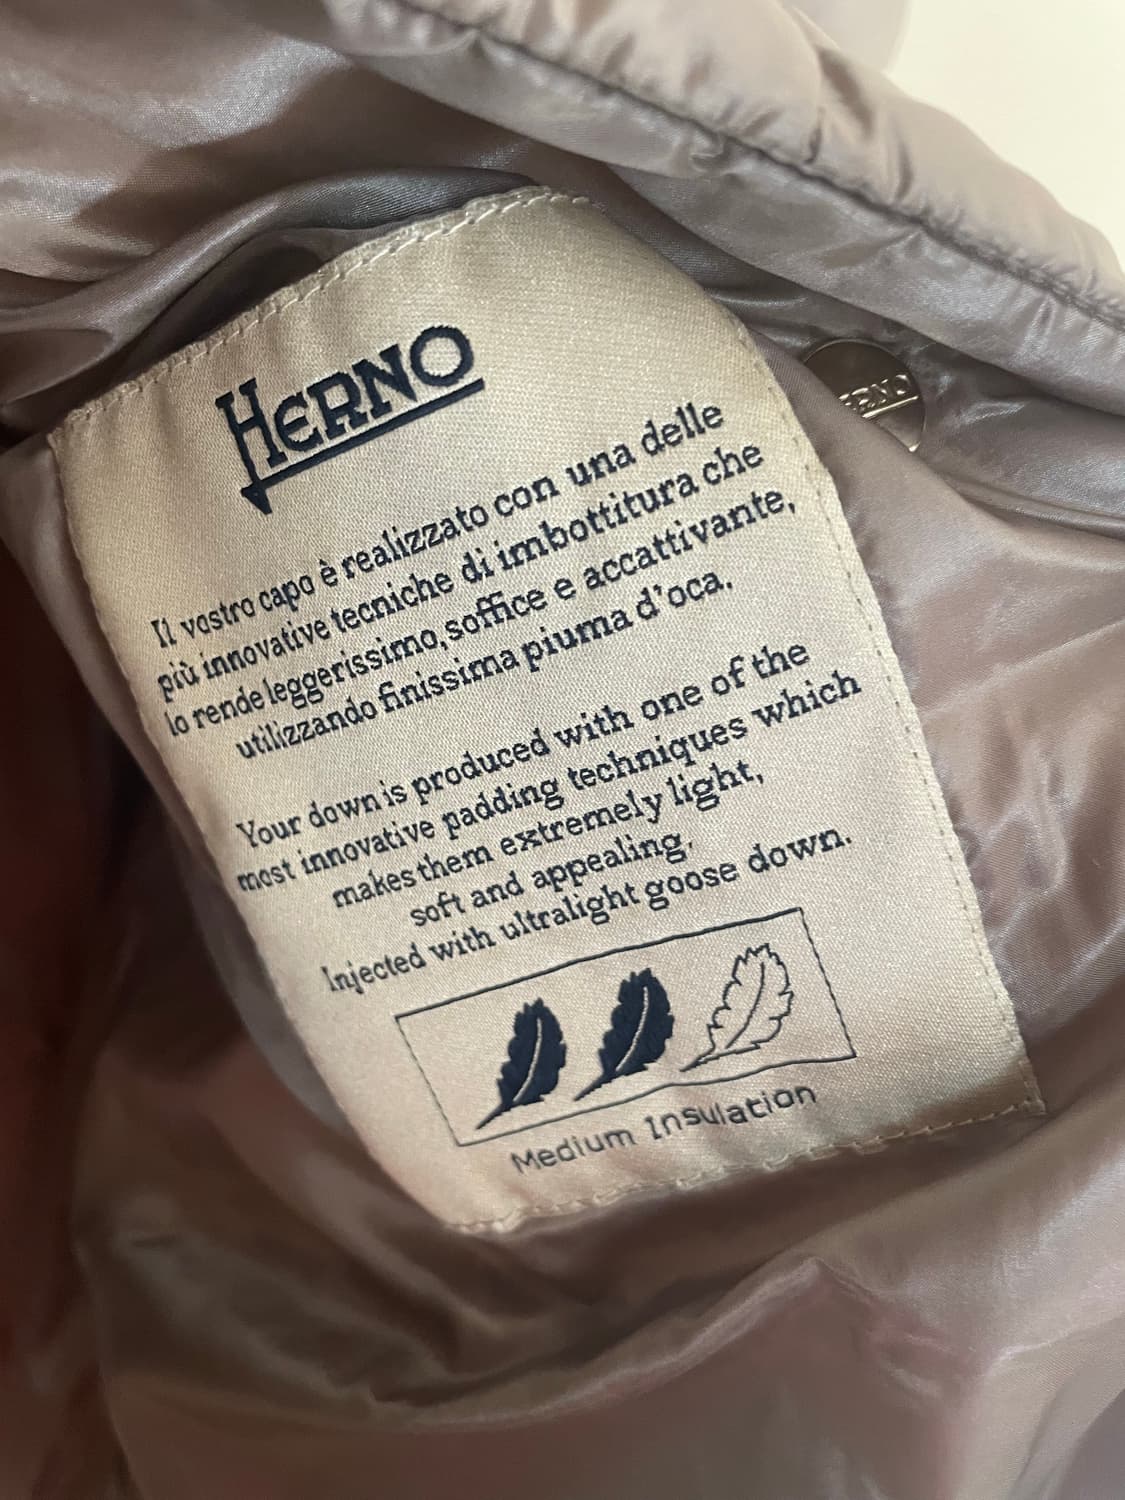 HERNO
Il vostro capo è realizzato con una delle
più innovative tecniche di imbottitura che
lo rende leggerissimo, soffice e accattivante,
utilizzando finissima piuma d'oca.
Your down is produced with one of the
most innovative padding techniques which
makes them extremely light,
soft and appealing.
Injected with ultralight goose down.
Medium Insulation
HERNO